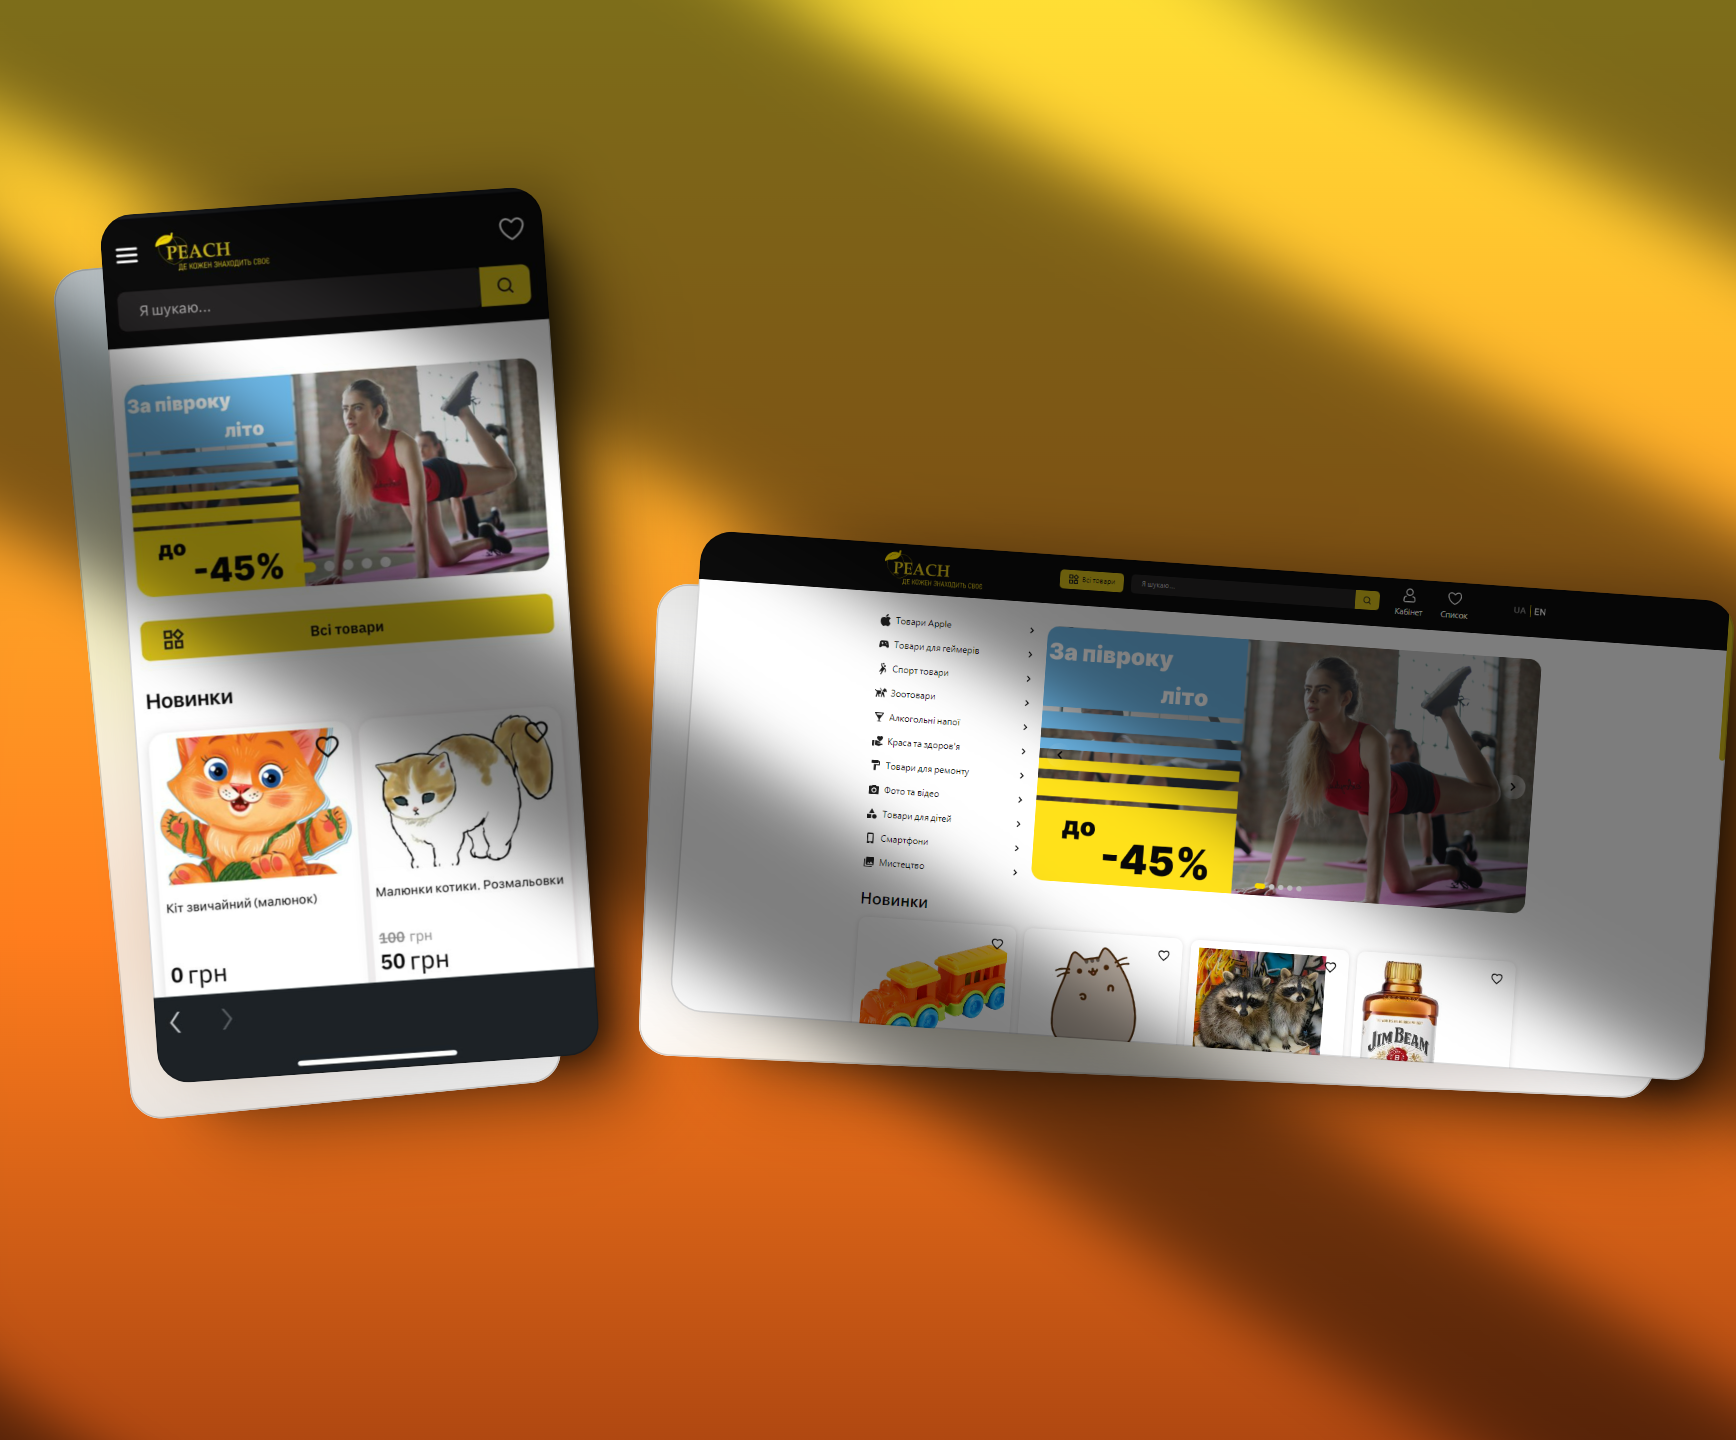 PEACH
ДЕ КОЖЕН ЗНАХОДИТЬ СВОЄ
Я шукаю...
За півроку
літо
до
-45%
Всі товари
Новинки
Кіт звичайний (малюнок)
0 грн
Малюнки котики. Розмальовки
100 грн
50 грн
PEACH
ДЕ КОЖЕН ЗНАХОДИТЬ СВОЄ
Всі товари
Я шукаю...
Кабінет
Список
UA | EN
Товари Apple
Товари для геймерів
Спорт товари
Зоотовари
Алкогольні напої
Краса та здоров'я
Товари для ремонту
Фото та відео
Товари для дітей
Смартфони
Мистецтво
За півроку
літо
до
-45%
Новинки
JIM BEAM